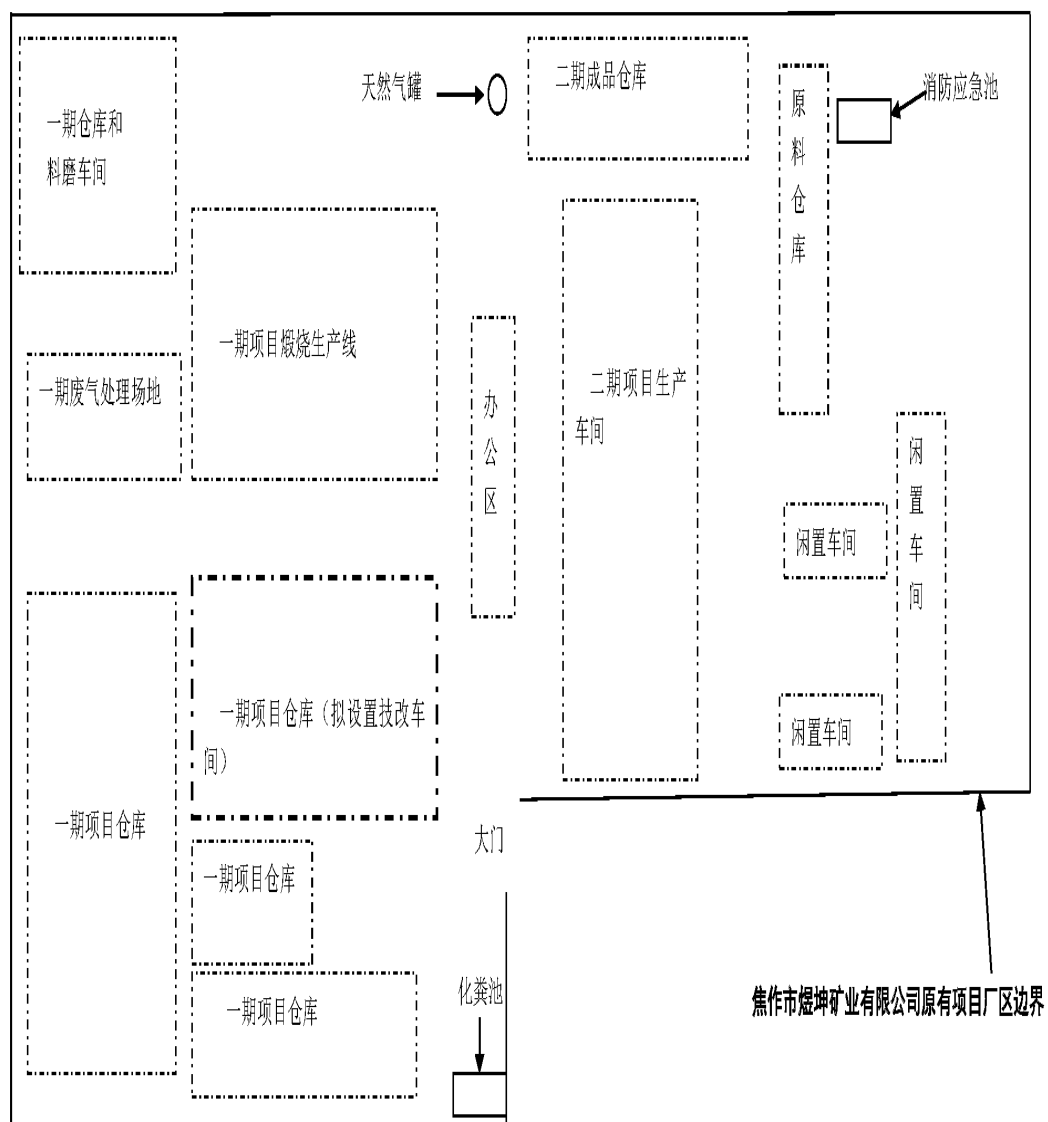 天然气罐
二期成品仓库
消防应急池
一期仓库和
料磨车间
原料仓库
一期项目煅烧生产线
一期废气处理场地
办公区
二期项目生产
车间
闲置车间
闲置车间
闲置车间
一期项目仓库（拟设置技改车
间）
一期项目仓库
大门
一期项目仓库
一期项目仓库
化粪池
焦作市煜坤矿业有限公司原有项目厂区边界